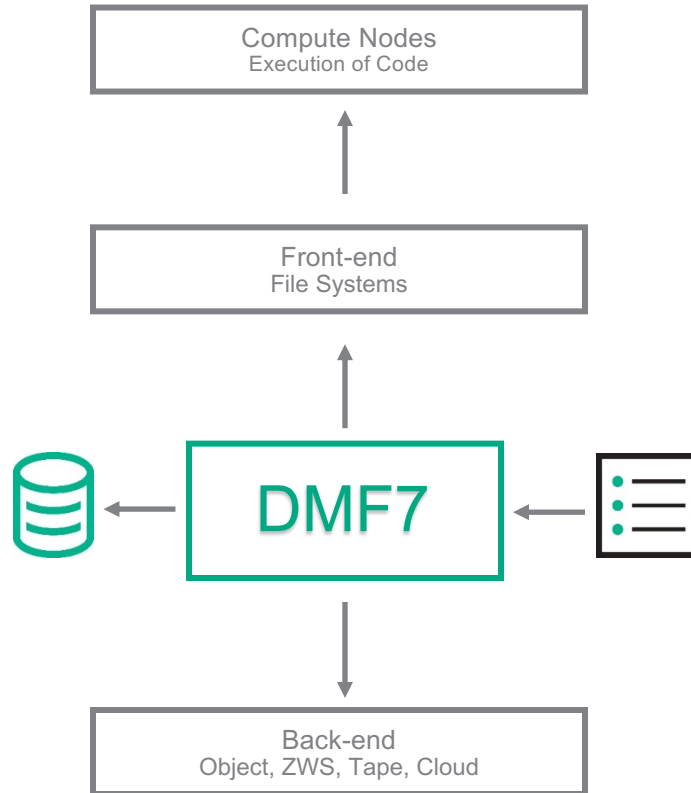 Compute Nodes
Execution of Code
Front-end
File Systems
DMF7
Back-end
Object, ZWS, Tape, Cloud